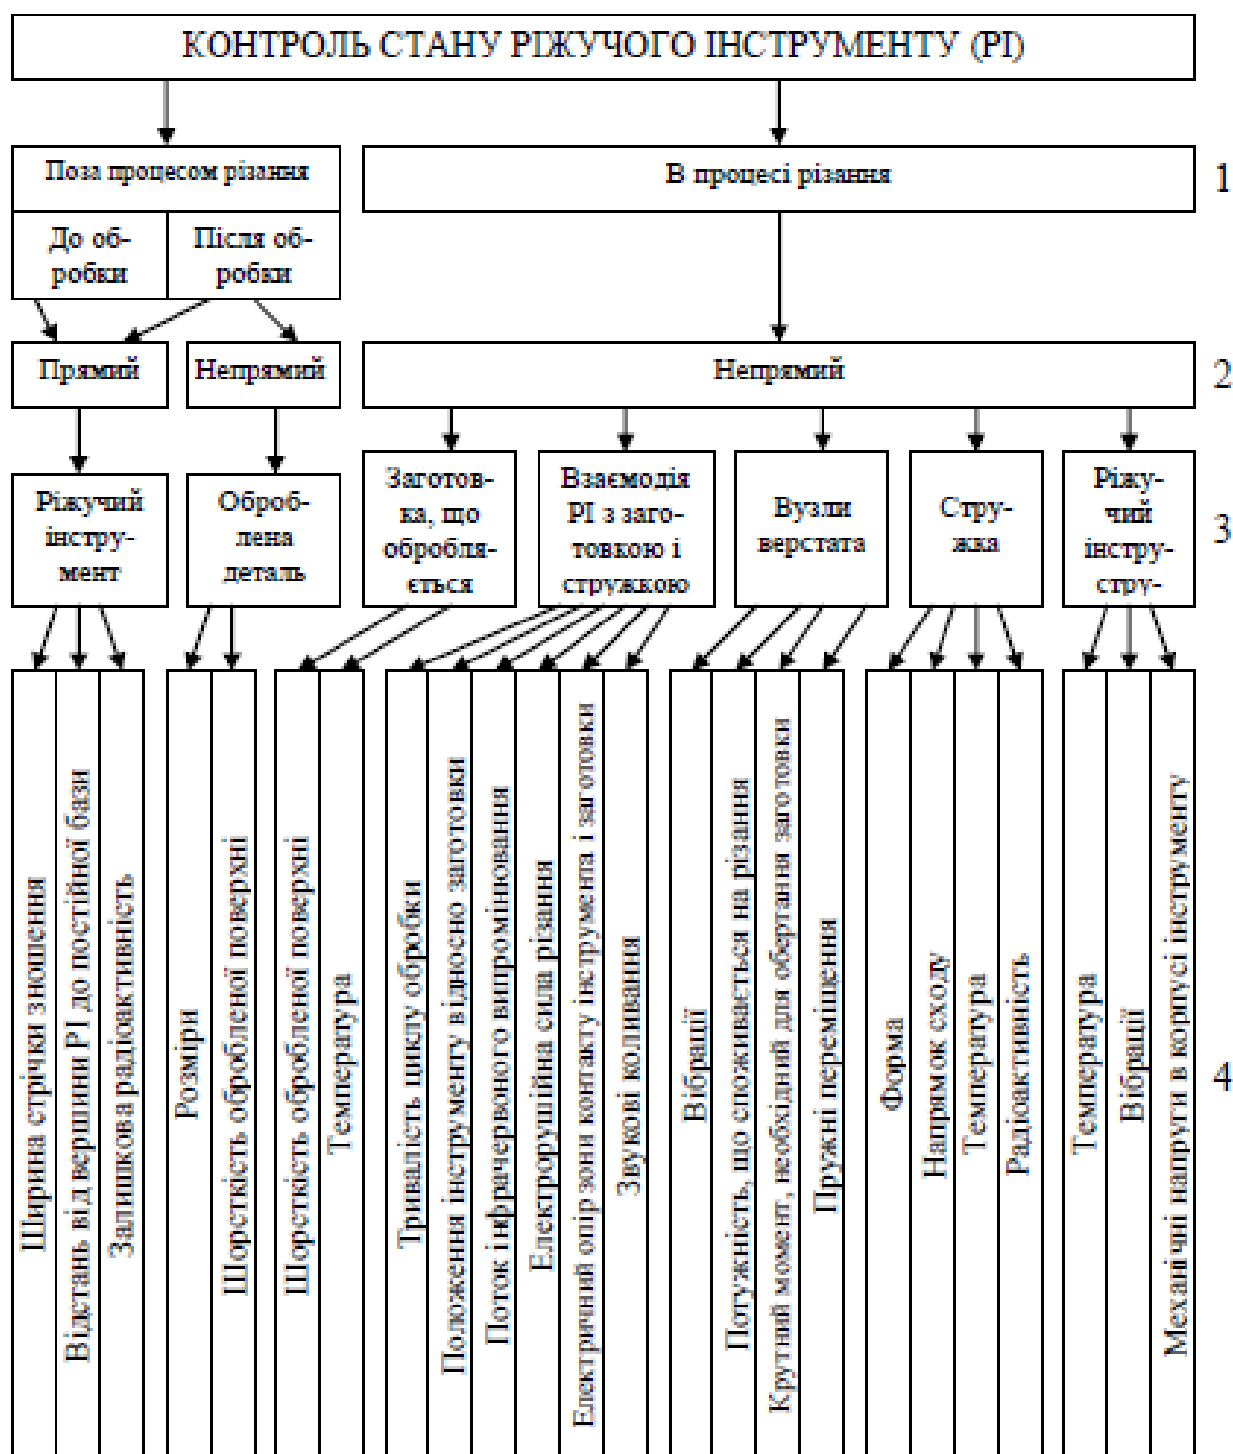 КОНТРОЛЬ СТАНУ РІЖУЧОГО ІНСТРУМЕНТУ (РІ)
Поза процесом різання
В процесі різання
1
До об-
робки
Після об-
робки
Прямий
Непрямий
Непрямий
2
Ріжучий
інстру-
мент
Оброб-
лена
деталь
Заготов-
ка, що
обробля-
ється
Взаємодія
РІ з заго-
товкою і
стружкою
Вузли
верстата
Стру-
жка
Ріжу-
чий
інстру-
стру-
3
Ширина стрічки зношення
Відстань від вершини РІ до постійної бази
Залишкова радіоактивність
Розміри
Шорсткість обробленої поверхні
Шорсткість обробленої поверхні
Температура
Тривалість циклу обробки
Положення інструменту відносно заготовки
Поток інфрачервоного випромінювання
Електрорушійна сила різання
Електричний опір зони контакту інструмента і заготовки
Звукові коливання
Вібрації
Потужність, що споживається на різання
Крутний момент, необхідний для обертання заготовки
Пружні переміщення
Форма
Напрямок сходу
Температура
Радіоактивність
Температура
Вібрації
Механічні напруги в корпусі інструменту
4